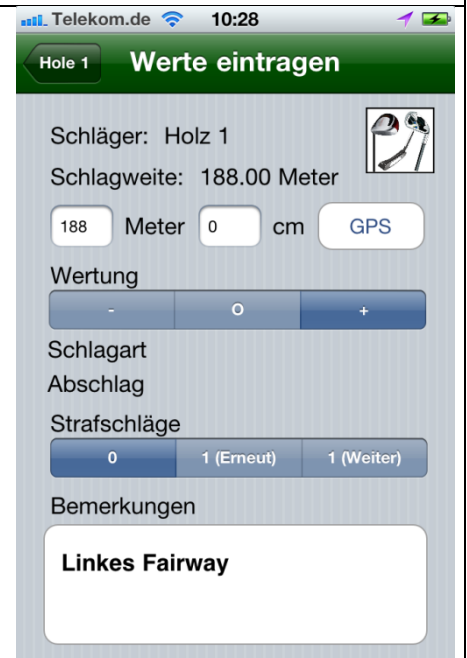 Telekom.de 10:28
Hole 1 Werte eintragen
Schläger: Holz 1
Schlagweite: 188.00 Meter
188 Meter 0 cm GPS
Wertung
- O +
Schlagart
Abschlag
Strafschläge
0 1 (Erneut) 1 (Weiter)
Bemerkungen
Linkes Fairway